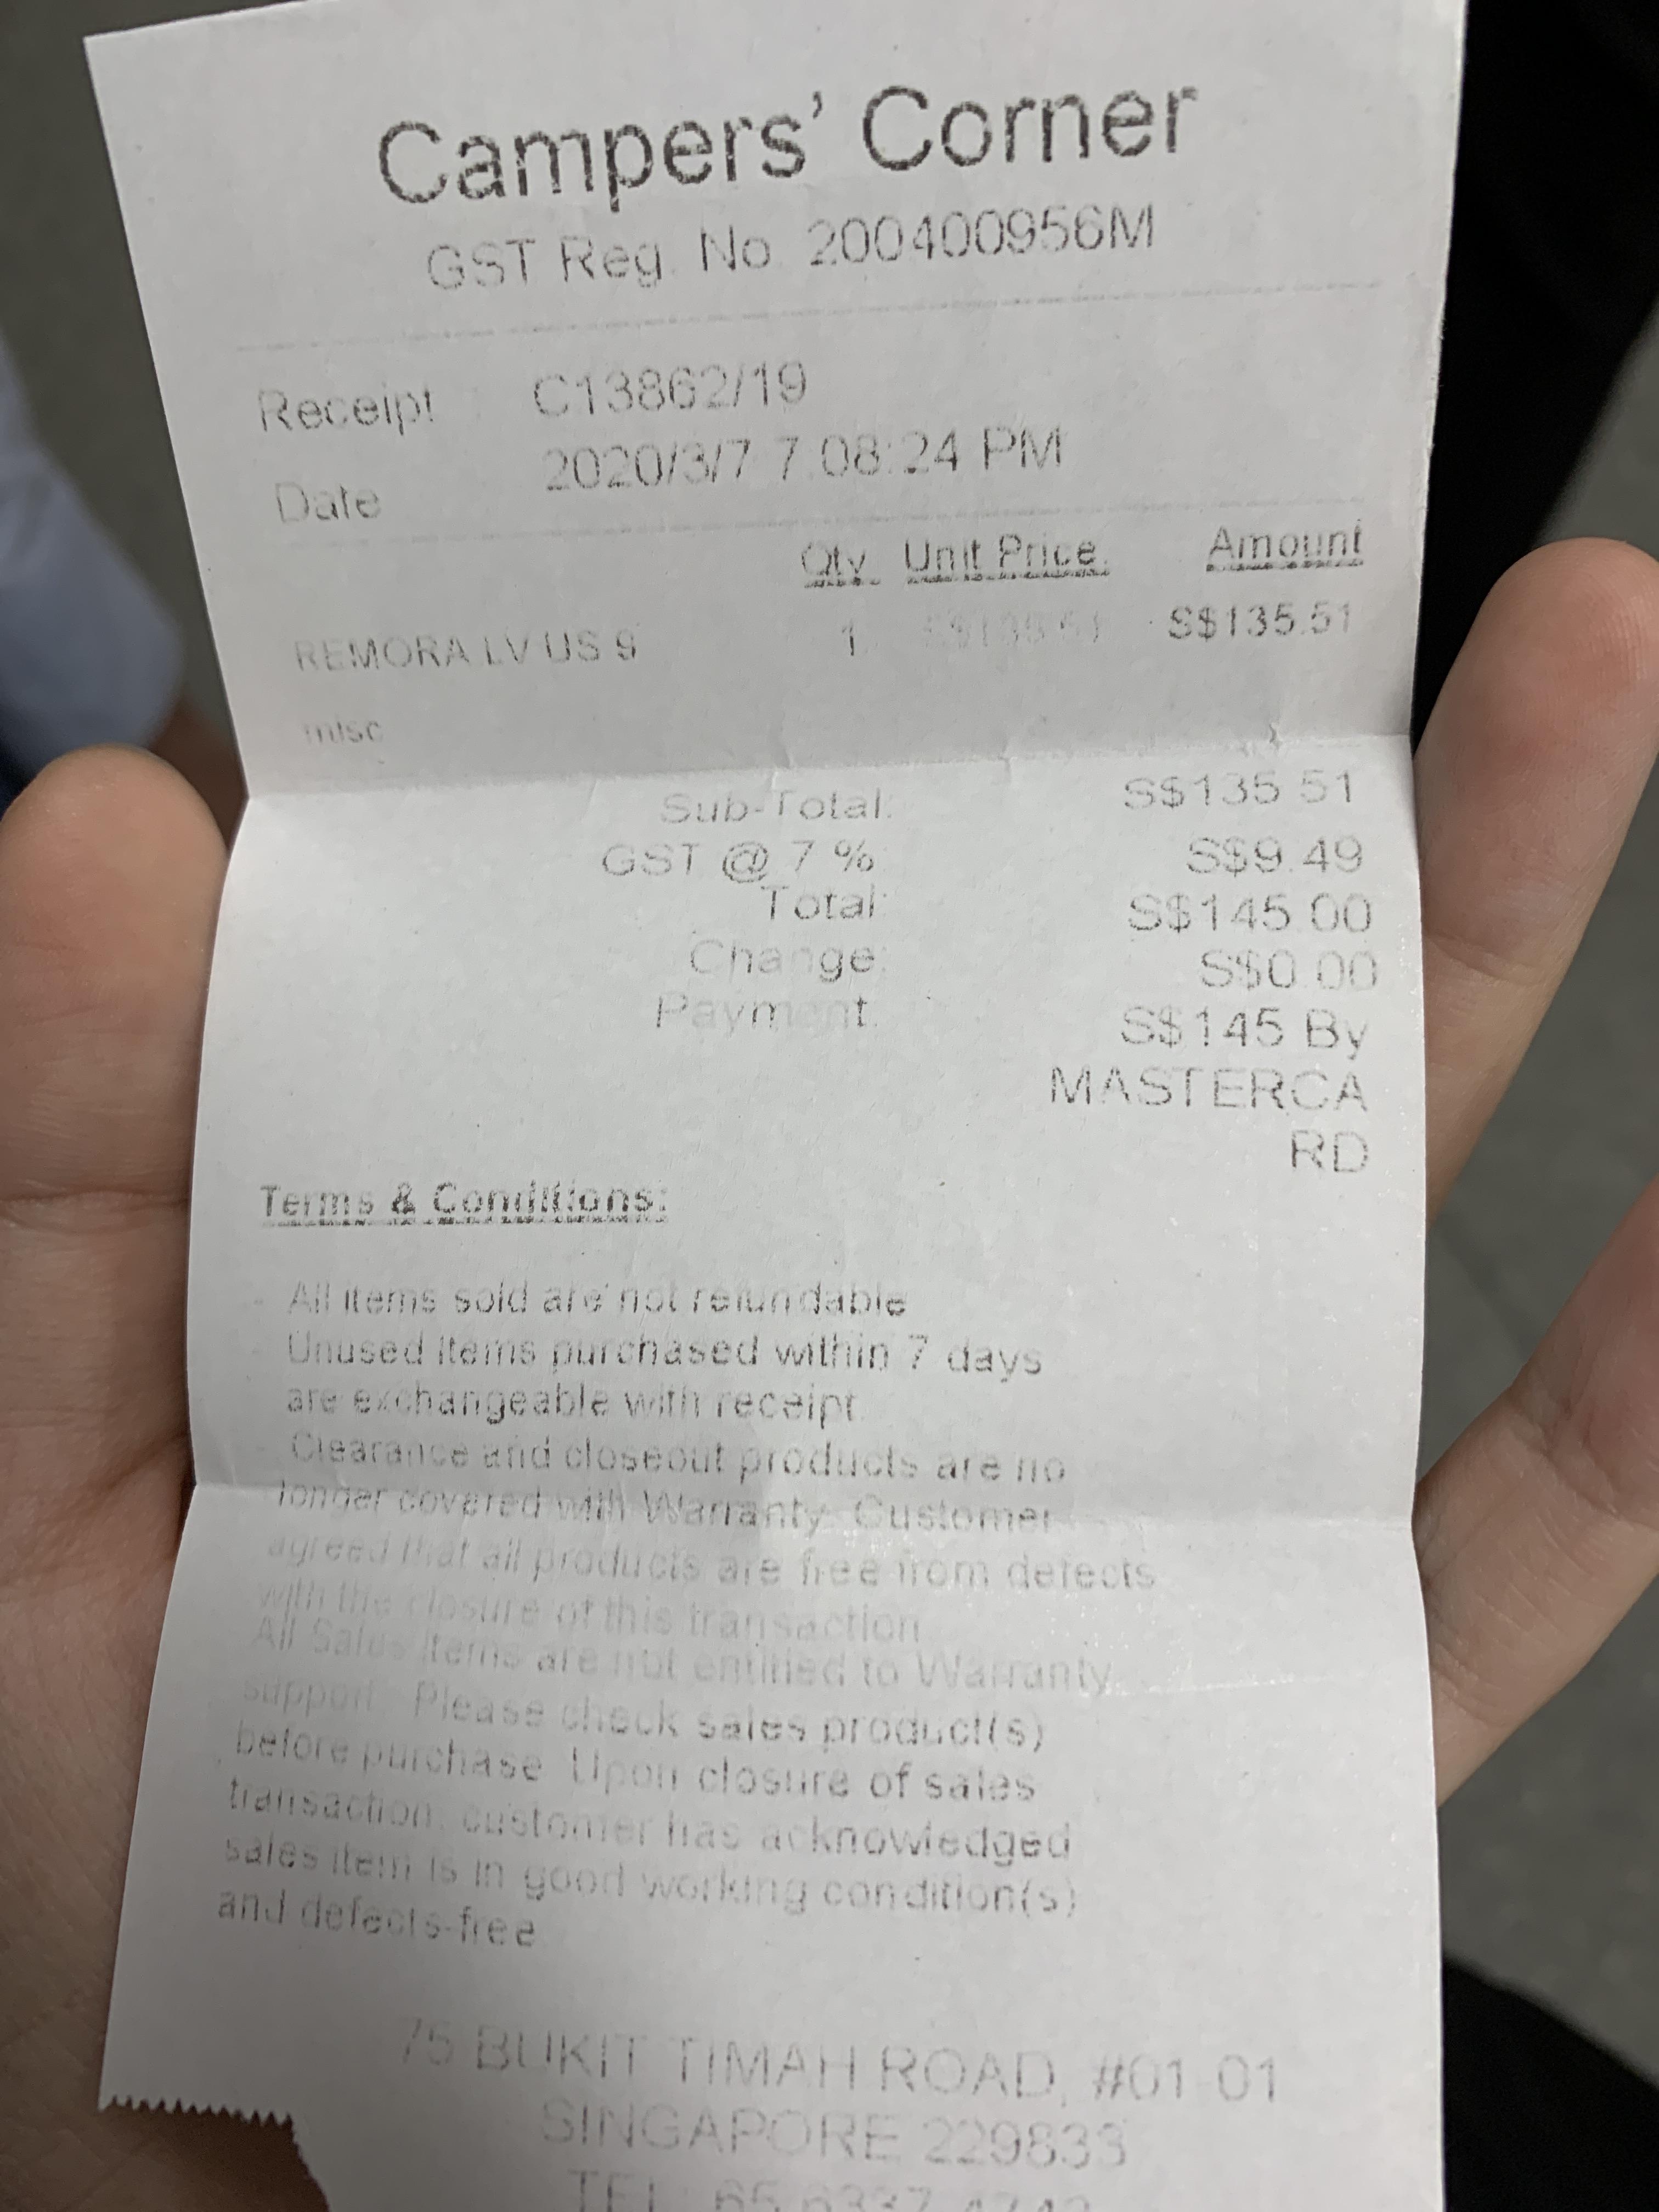 Campers' Corner
GST Reg. No. 200400956M
Receipt : C13862/19
Date 2020/3/7 7:08:24 PM
Qty. Unit Price. Amount
REMORA LV US 9 1 S$135.51 S$135.51
misc
Sub-Total: S$135.51
GST @ 7 % S$9.49
Total: S$145.00
Change: S$0.00
Payment: S$145 By
MASTERCA
RD
Terms & Conditions:
- All items sold are not refundable
- Unused items purchased within 7 days
are exchangeable with receipt
- Clearance and closeout products are no
longer covered with Warranty. Customer
agreed that all products are free from defects
with the closure of this transaction.
All Sales Items are not entitled to Warranty
support. Please check sales product(s)
before purchase. Upon closure of sales
transaction, customer has acknowledged
sales item is in good working condition(s)
and defects-free
75 BUKIT TIMAH ROAD, #01-01
SINGAPORE 229833
TEL: 65 6337 4743